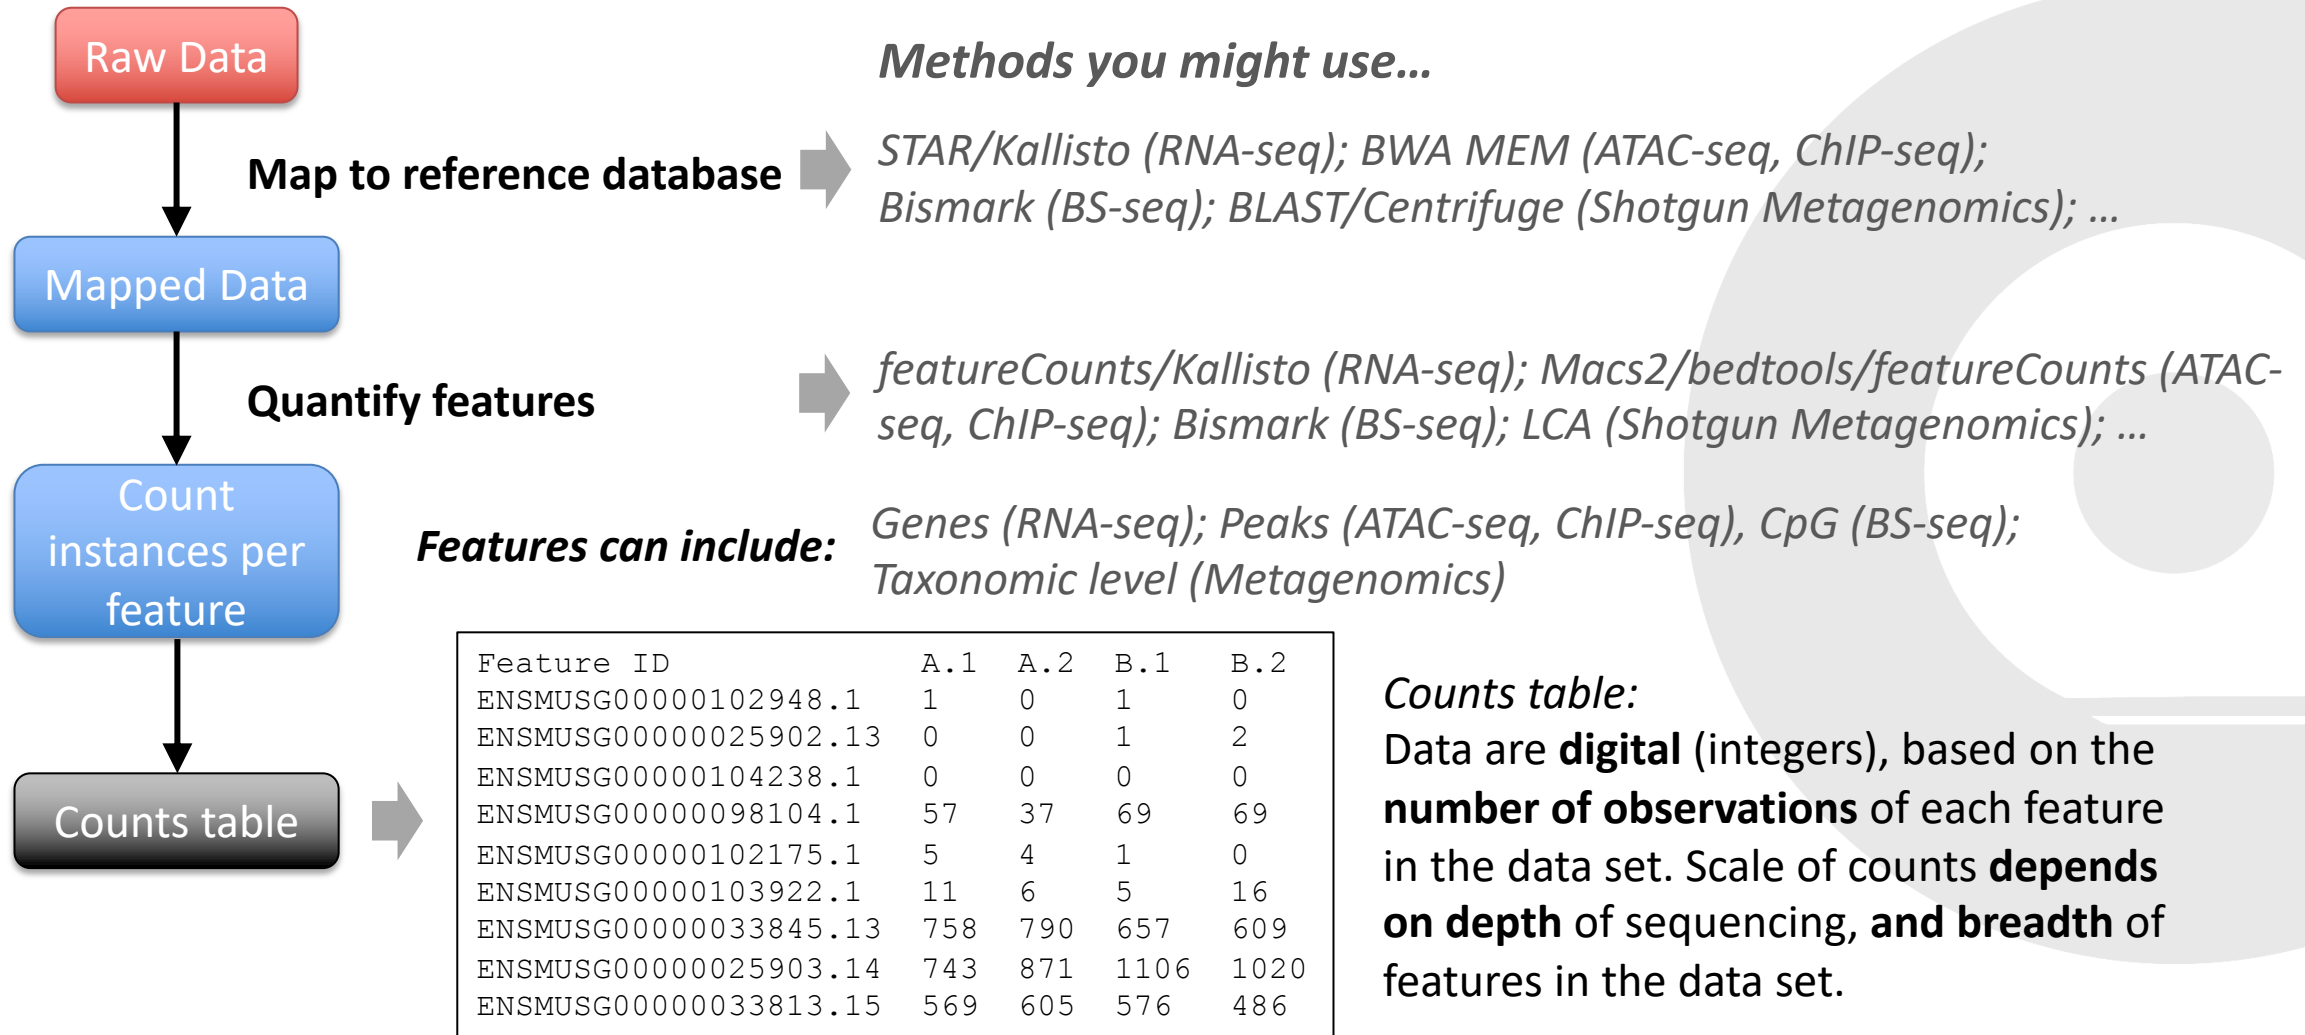 Raw Data
Methods you might use…
Map to reference database
STAR/Kallisto (RNA-seq); BWA MEM (ATAC-seq, ChIP-seq);
Bismark (BS-seq); BLAST/Centrifuge (Shotgun Metagenomics); …
Mapped Data
Quantify features
featureCounts/Kallisto (RNA-seq); Macs2/bedtools/featureCounts (ATAC-
seq, ChIP-seq); Bismark (BS-seq); LCA (Shotgun Metagenomics); …
Count
instances per
feature
Features can include:
Genes (RNA-seq); Peaks (ATAC-seq, ChIP-seq), CpG (BS-seq);
Taxonomic level (Metagenomics)
Counts table
Feature ID A.1 A.2 B.1 B.2
ENSMUSG00000102948.1 1 0 1 0
ENSMUSG00000025902.13 0 0 1 2
ENSMUSG00000104238.1 0 0 0 0
ENSMUSG00000098104.1 57 37 69 69
ENSMUSG00000102175.1 5 4 1 0
ENSMUSG00000103922.1 11 6 5 16
ENSMUSG00000033845.13 758 790 657 609
ENSMUSG00000025903.14 743 871 1106 1020
ENSMUSG00000033813.15 569 605 576 486
Counts table:
Data are digital (integers), based on the
number of observations of each feature
in the data set. Scale of counts depends
on depth of sequencing, and breadth of
features in the data set.